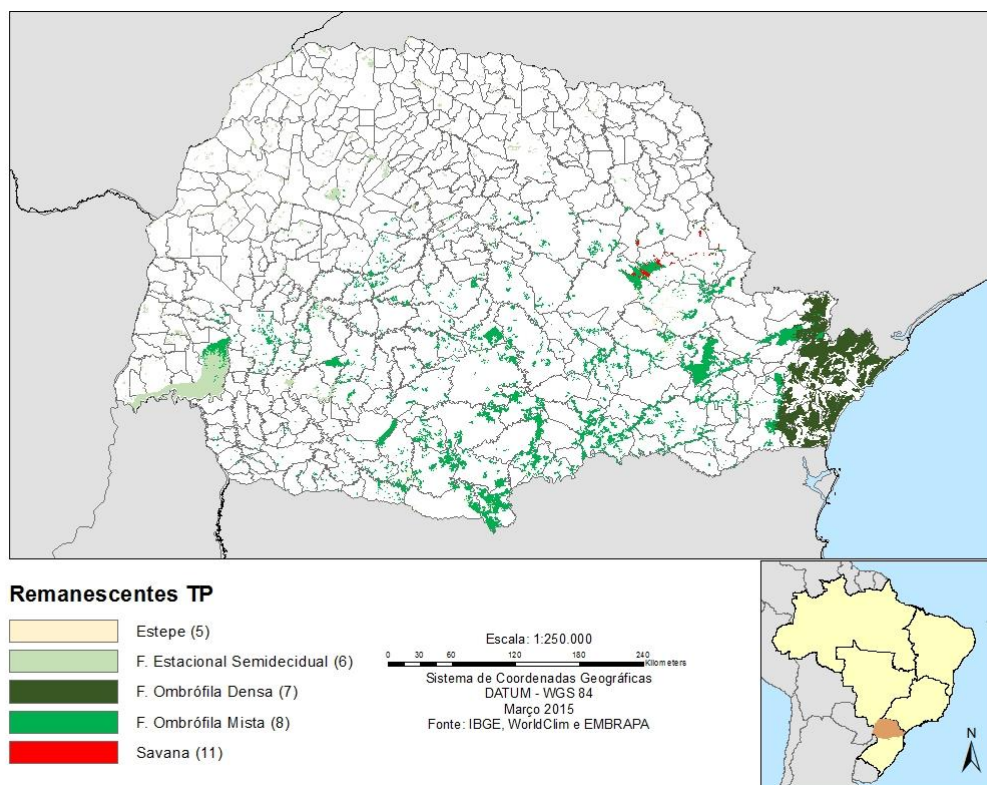 Remanescentes TP
Estepe (5)
F. Estacional Semidecidual (6)
F. Ombrófila Densa (7)
F. Ombrófila Mista (8)
Savana (11)
Escala: 1:250.000
0 30 60 120 180 240
Kilometers
Sistema de Coordenadas Geográficas
DATUM - WGS 84
Março 2015
Fonte: IBGE, WorldClim e EMBRAPA
N